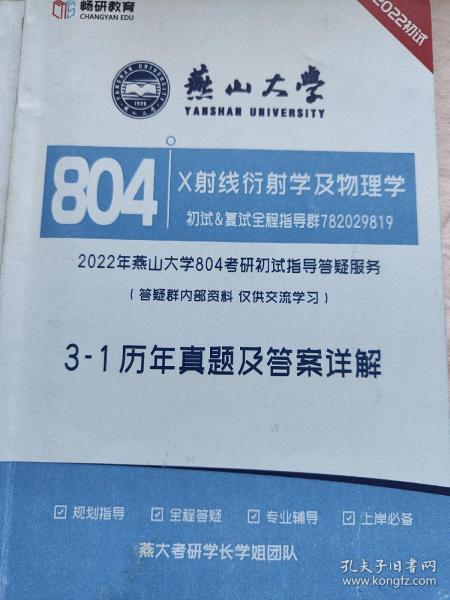 畅研教育
CHANGYAN EDU
2022初试
燕山大学
YANSHAN UNIVERSITY
804
X射线衍射学及物理学
初试&复试全程指导群782029819
2022年燕山大学804考研初试指导答疑服务
（答疑群内部资料 仅供交流学习）
3-1历年真题及答案详解
规划指导 全程答疑 专业辅导 上岸必备
燕大考研学长学姐团队
孔夫子旧书网
www.kongfz.com